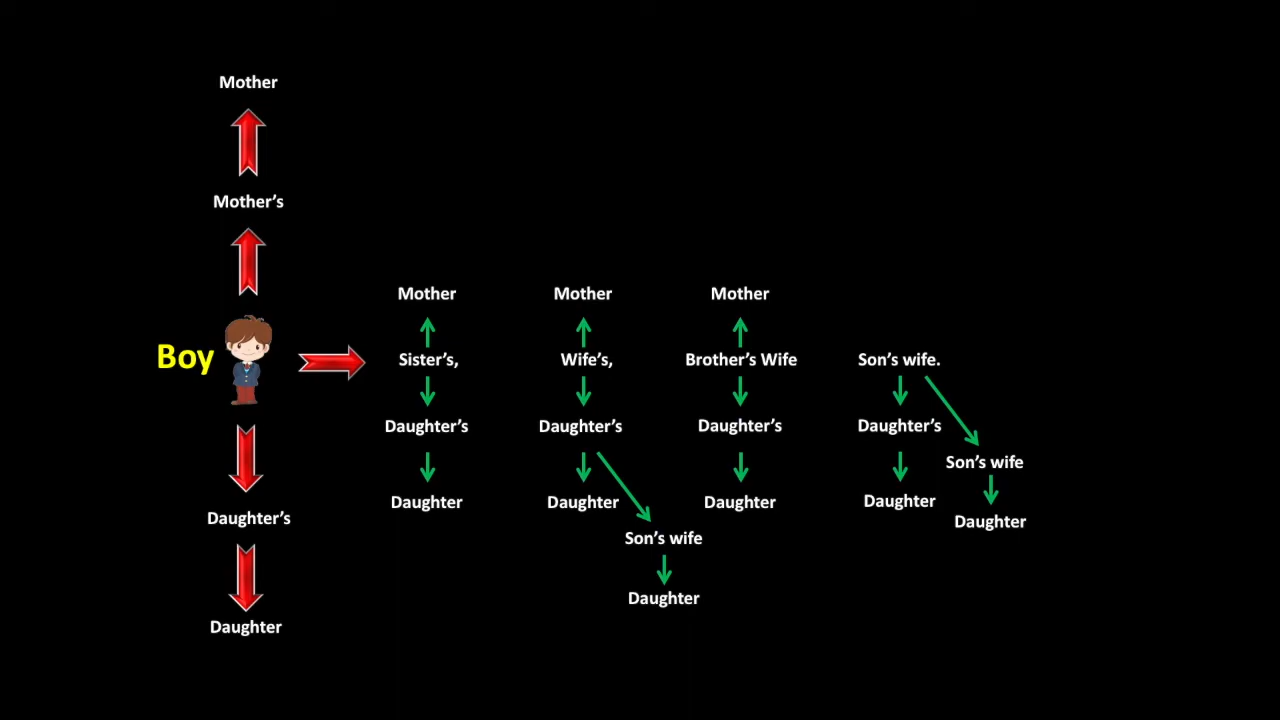 Mother
Mother's
Boy
Daughter's
Daughter
Mother
Sister's,
Daughter's
Daughter
Mother
Wife's,
Daughter's
Daughter
Son's wife
Daughter
Mother
Brother's Wife
Daughter's
Daughter
Son's wife.
Daughter's
Daughter
Son's wife
Daughter